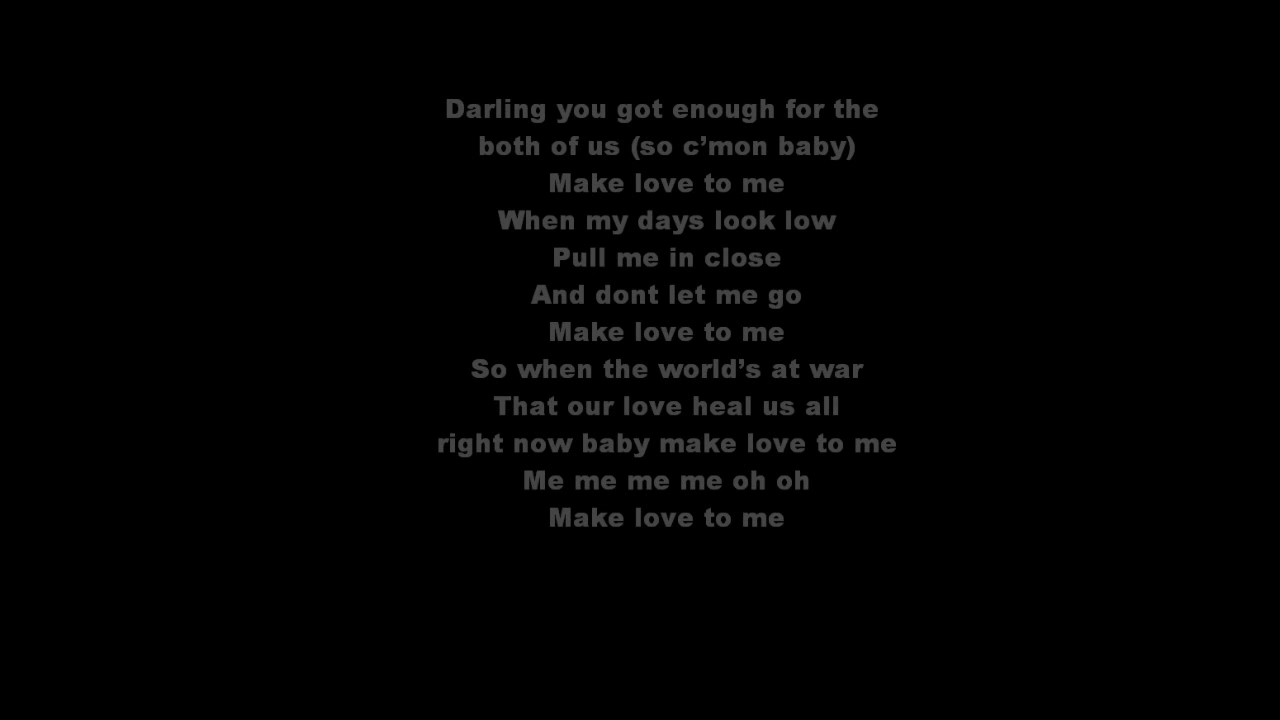 Darling you got enough for the
both of us (so c’mon baby)
Make love to me
When my days look low
Pull me in close
And dont let me go
Make love to me
So when the world’s at war
That our love heal us all
right now baby make love to me
Me me me me oh oh
Make love to me